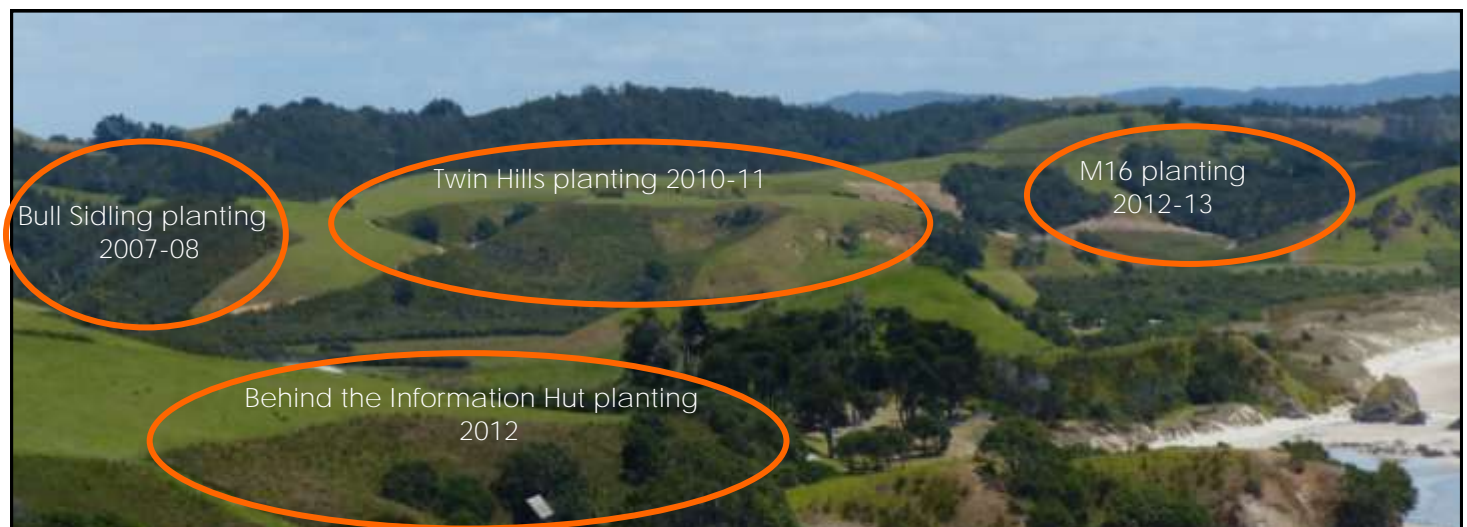 Twin Hills planting 2010-11
M16 planting
2012-13
Bull Sidling planting
2007-08
Behind the Information Hut planting
2012